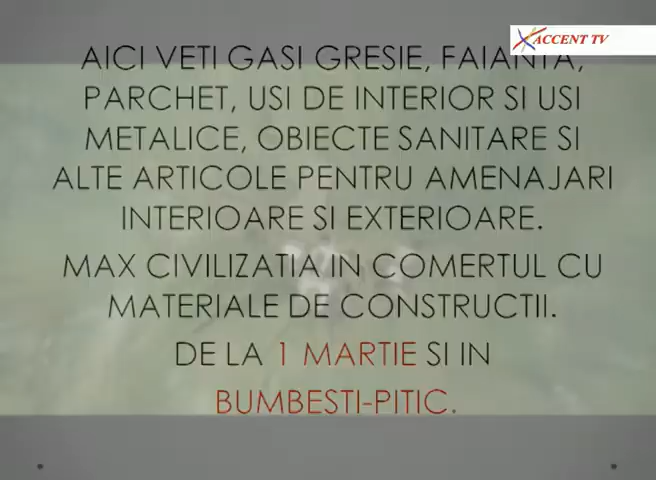 ACCENT TV
AICI VETI GASI GRESIE, FAIANTA,
PARCHET, USI DE INTERIOR SI USI
METALICE, OBIECTE SANITARE SI
ALTE ARTICOLE PENTRU AMENAJARI
INTERIOARE SI EXTERIOARE.
MAX CIVILIZATIA IN COMERTUL CU
MATERIALE DE CONSTRUCTII.
DE LA 1 MARTIE SI IN
BUMBESTI-PITIC.